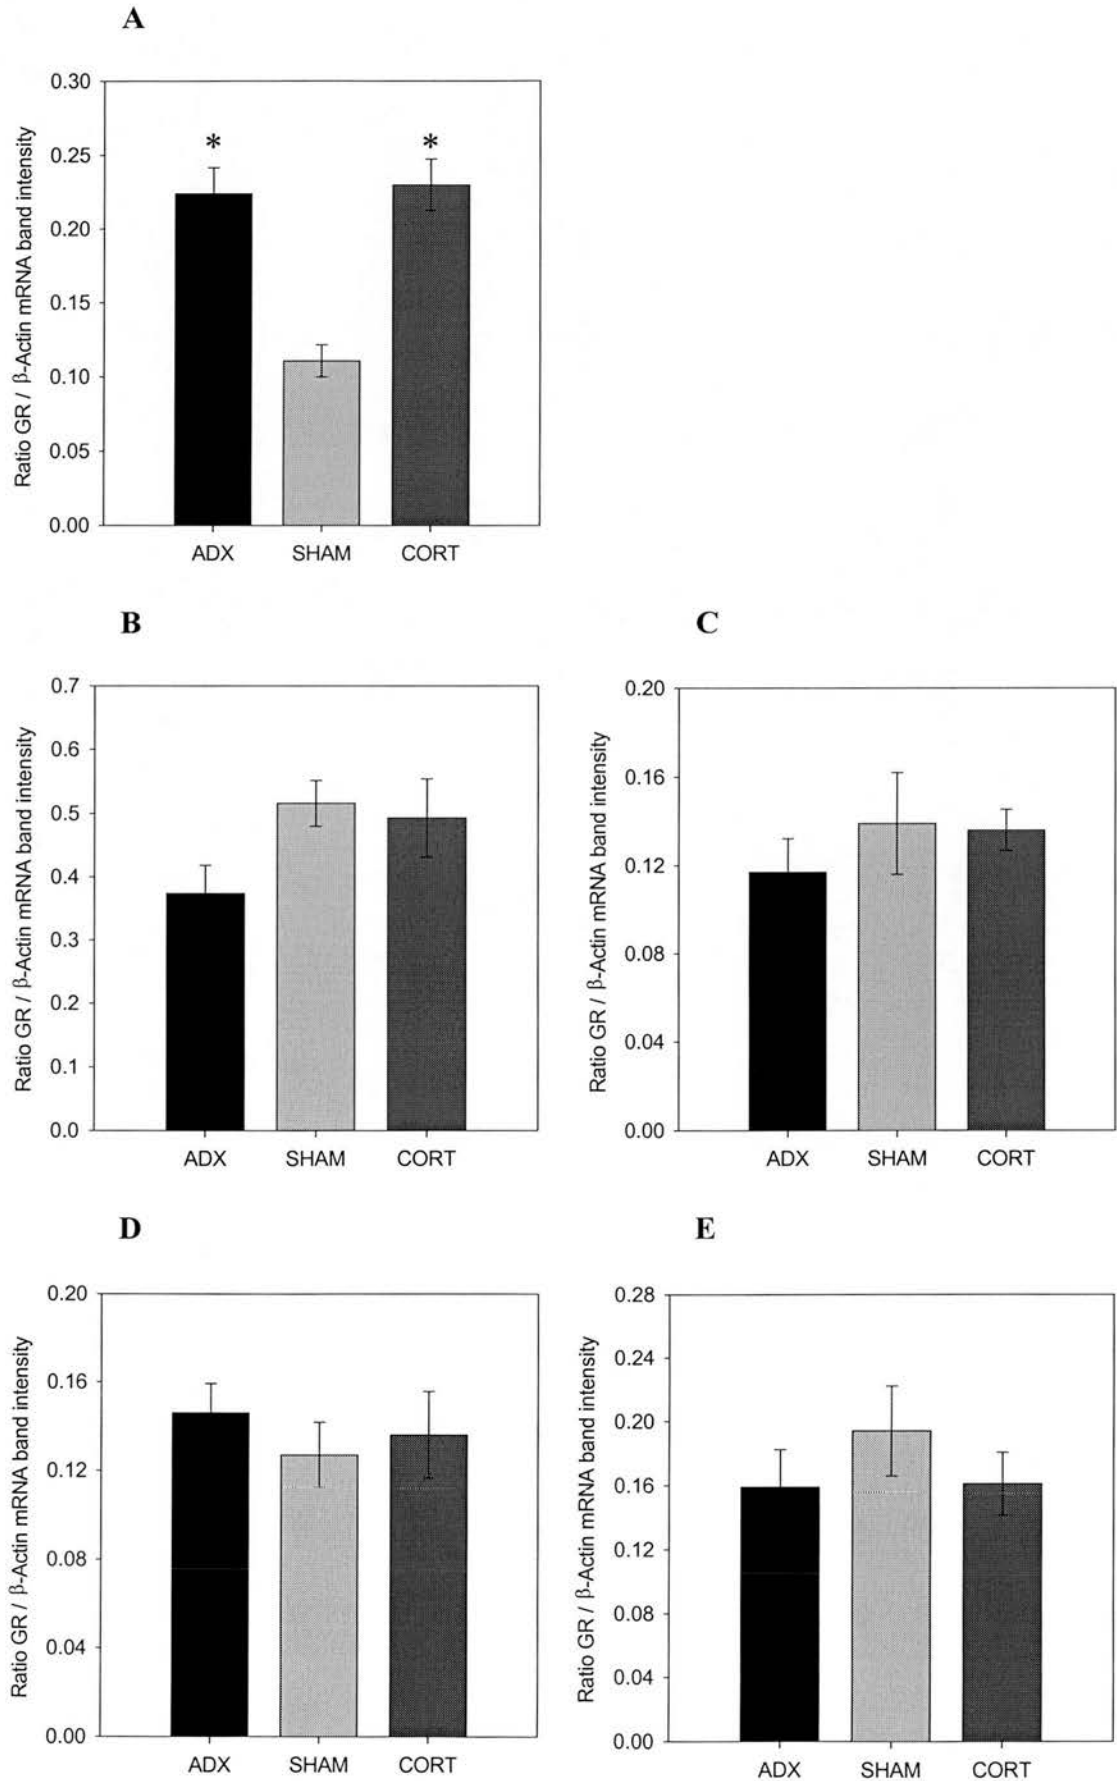 A
Ratio GR / β-Actin mRNA band intensity
0.30
0.25
0.20
0.15
0.10
0.05
0.00
* *
ADX SHAM CORT
B
Ratio GR / β-Actin mRNA band intensity
0.7
0.6
0.5
0.4
0.3
0.2
0.1
0.0
ADX SHAM CORT
C
Ratio GR / β-Actin mRNA band intensity
0.20
0.16
0.12
0.08
0.04
0.00
ADX SHAM CORT
D
Ratio GR / β-Actin mRNA band intensity
0.20
0.16
0.12
0.08
0.04
0.00
ADX SHAM CORT
E
Ratio GR / β-Actin mRNA band intensity
0.28
0.24
0.20
0.16
0.12
0.08
0.04
0.00
ADX SHAM CORT